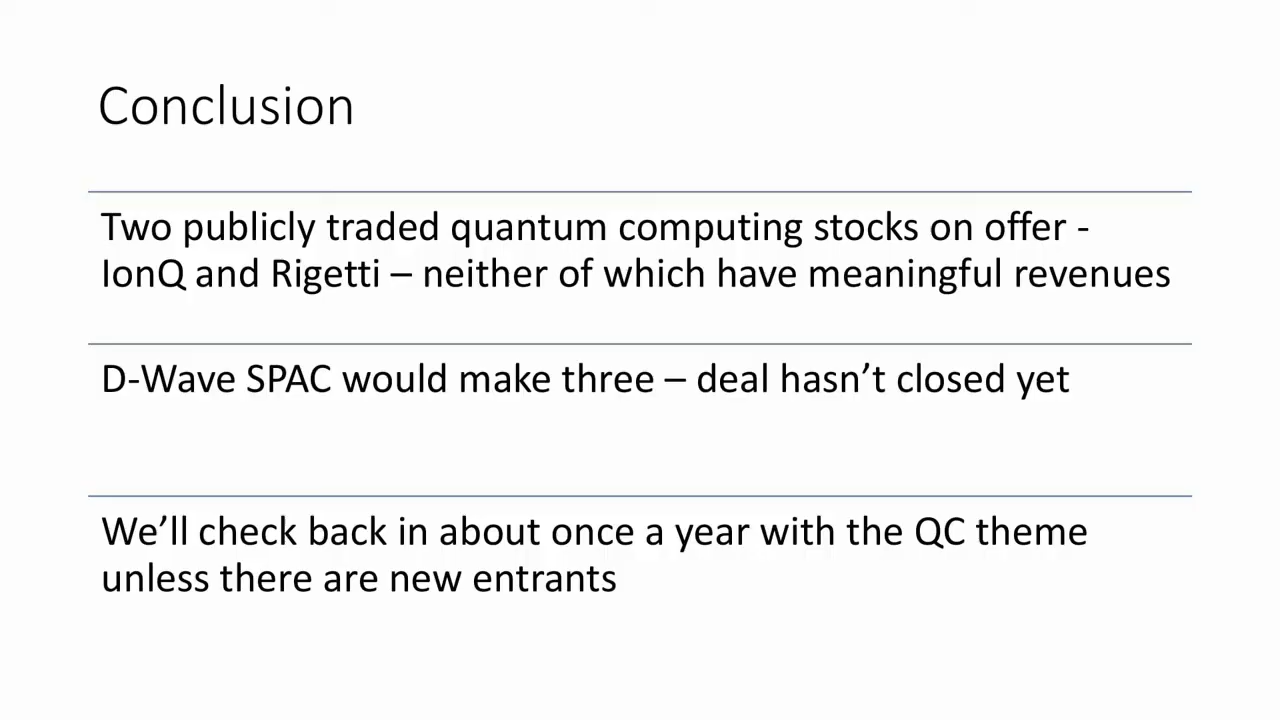 Conclusion
Two publicly traded quantum computing stocks on offer -
IonQ and Rigetti – neither of which have meaningful revenues
D-Wave SPAC would make three – deal hasn’t closed yet
We’ll check back in about once a year with the QC theme
unless there are new entrants